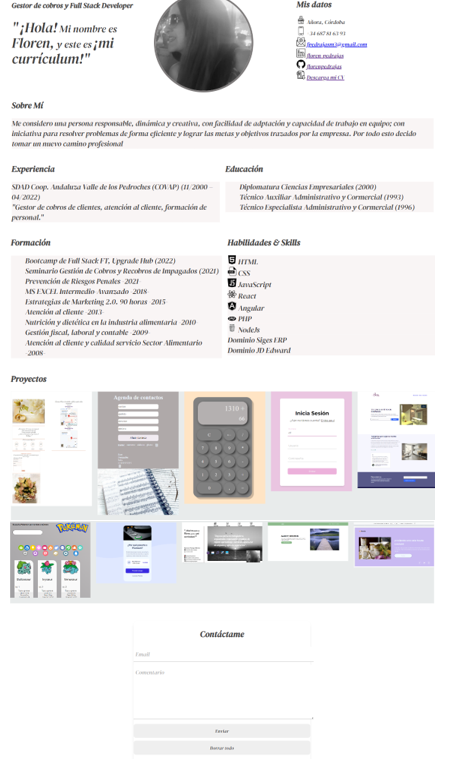 Gestor de cobros y Full Stack Developer
"¡Hola! Mi nombre es
Floren, y este es ¡mi
currículum!"
Mis datos
Añora, Córdoba
34 687 81 63 93
floren pedrajas
florenpedrajas
Descarga mi CV
Sobre Mí
Me considero una persona responsable, dinámica y creativa, con facilidad de adptación y capacidad de trabajo en equipo; con
iniciativa para resolver problemas de forma eficiente y lograr las metas y objetivos trazados por la empressa. Por todo esto decido
tomar un nuevo camino profesional
Experiencia
SDAD Coop. Andaluza Valle de los Pedroches (COVAP) (11/2000 -
04/2022)
"Gestor de cobros de clientes, atención al cliente, formación de
personal."
Educación
Diplomatura Ciencias Empresariales (2000)
Técnico Auxiliar Administrativo y Cormercial (1993)
Técnico Especialista Administrativo y Cormercial (1996)
Formación
Bootcamp de Full Stack FT, Upgrade Hub (2022)
Seminario Gestión de Cobros y Recobros de Impagados (2021)
Prevención de Riesgos Penales -2021-
MS EXCEL Intermedio-Avanzado -2018-
Estrategias de Marketing 2.0. 90 horas -2015-
Atención al cliente -2013-
Nutrición y dietética en la industria alimentaria -2010-
Gestión fiscal, laboral y contable -2009-
Atención al cliente y calidad servicio Sector Alimentario
-2008-
Habilidades & Skills
HTML
CSS
JavaScript
React
Angular
PHP
NodeJs
Dominio Siges ERP
Dominio JD Edward
Proyectos
Agenda de contactos
Inicia Sesión
POKÉMON
Contáctame
Email
Comentario
Enviar
Borrar todo